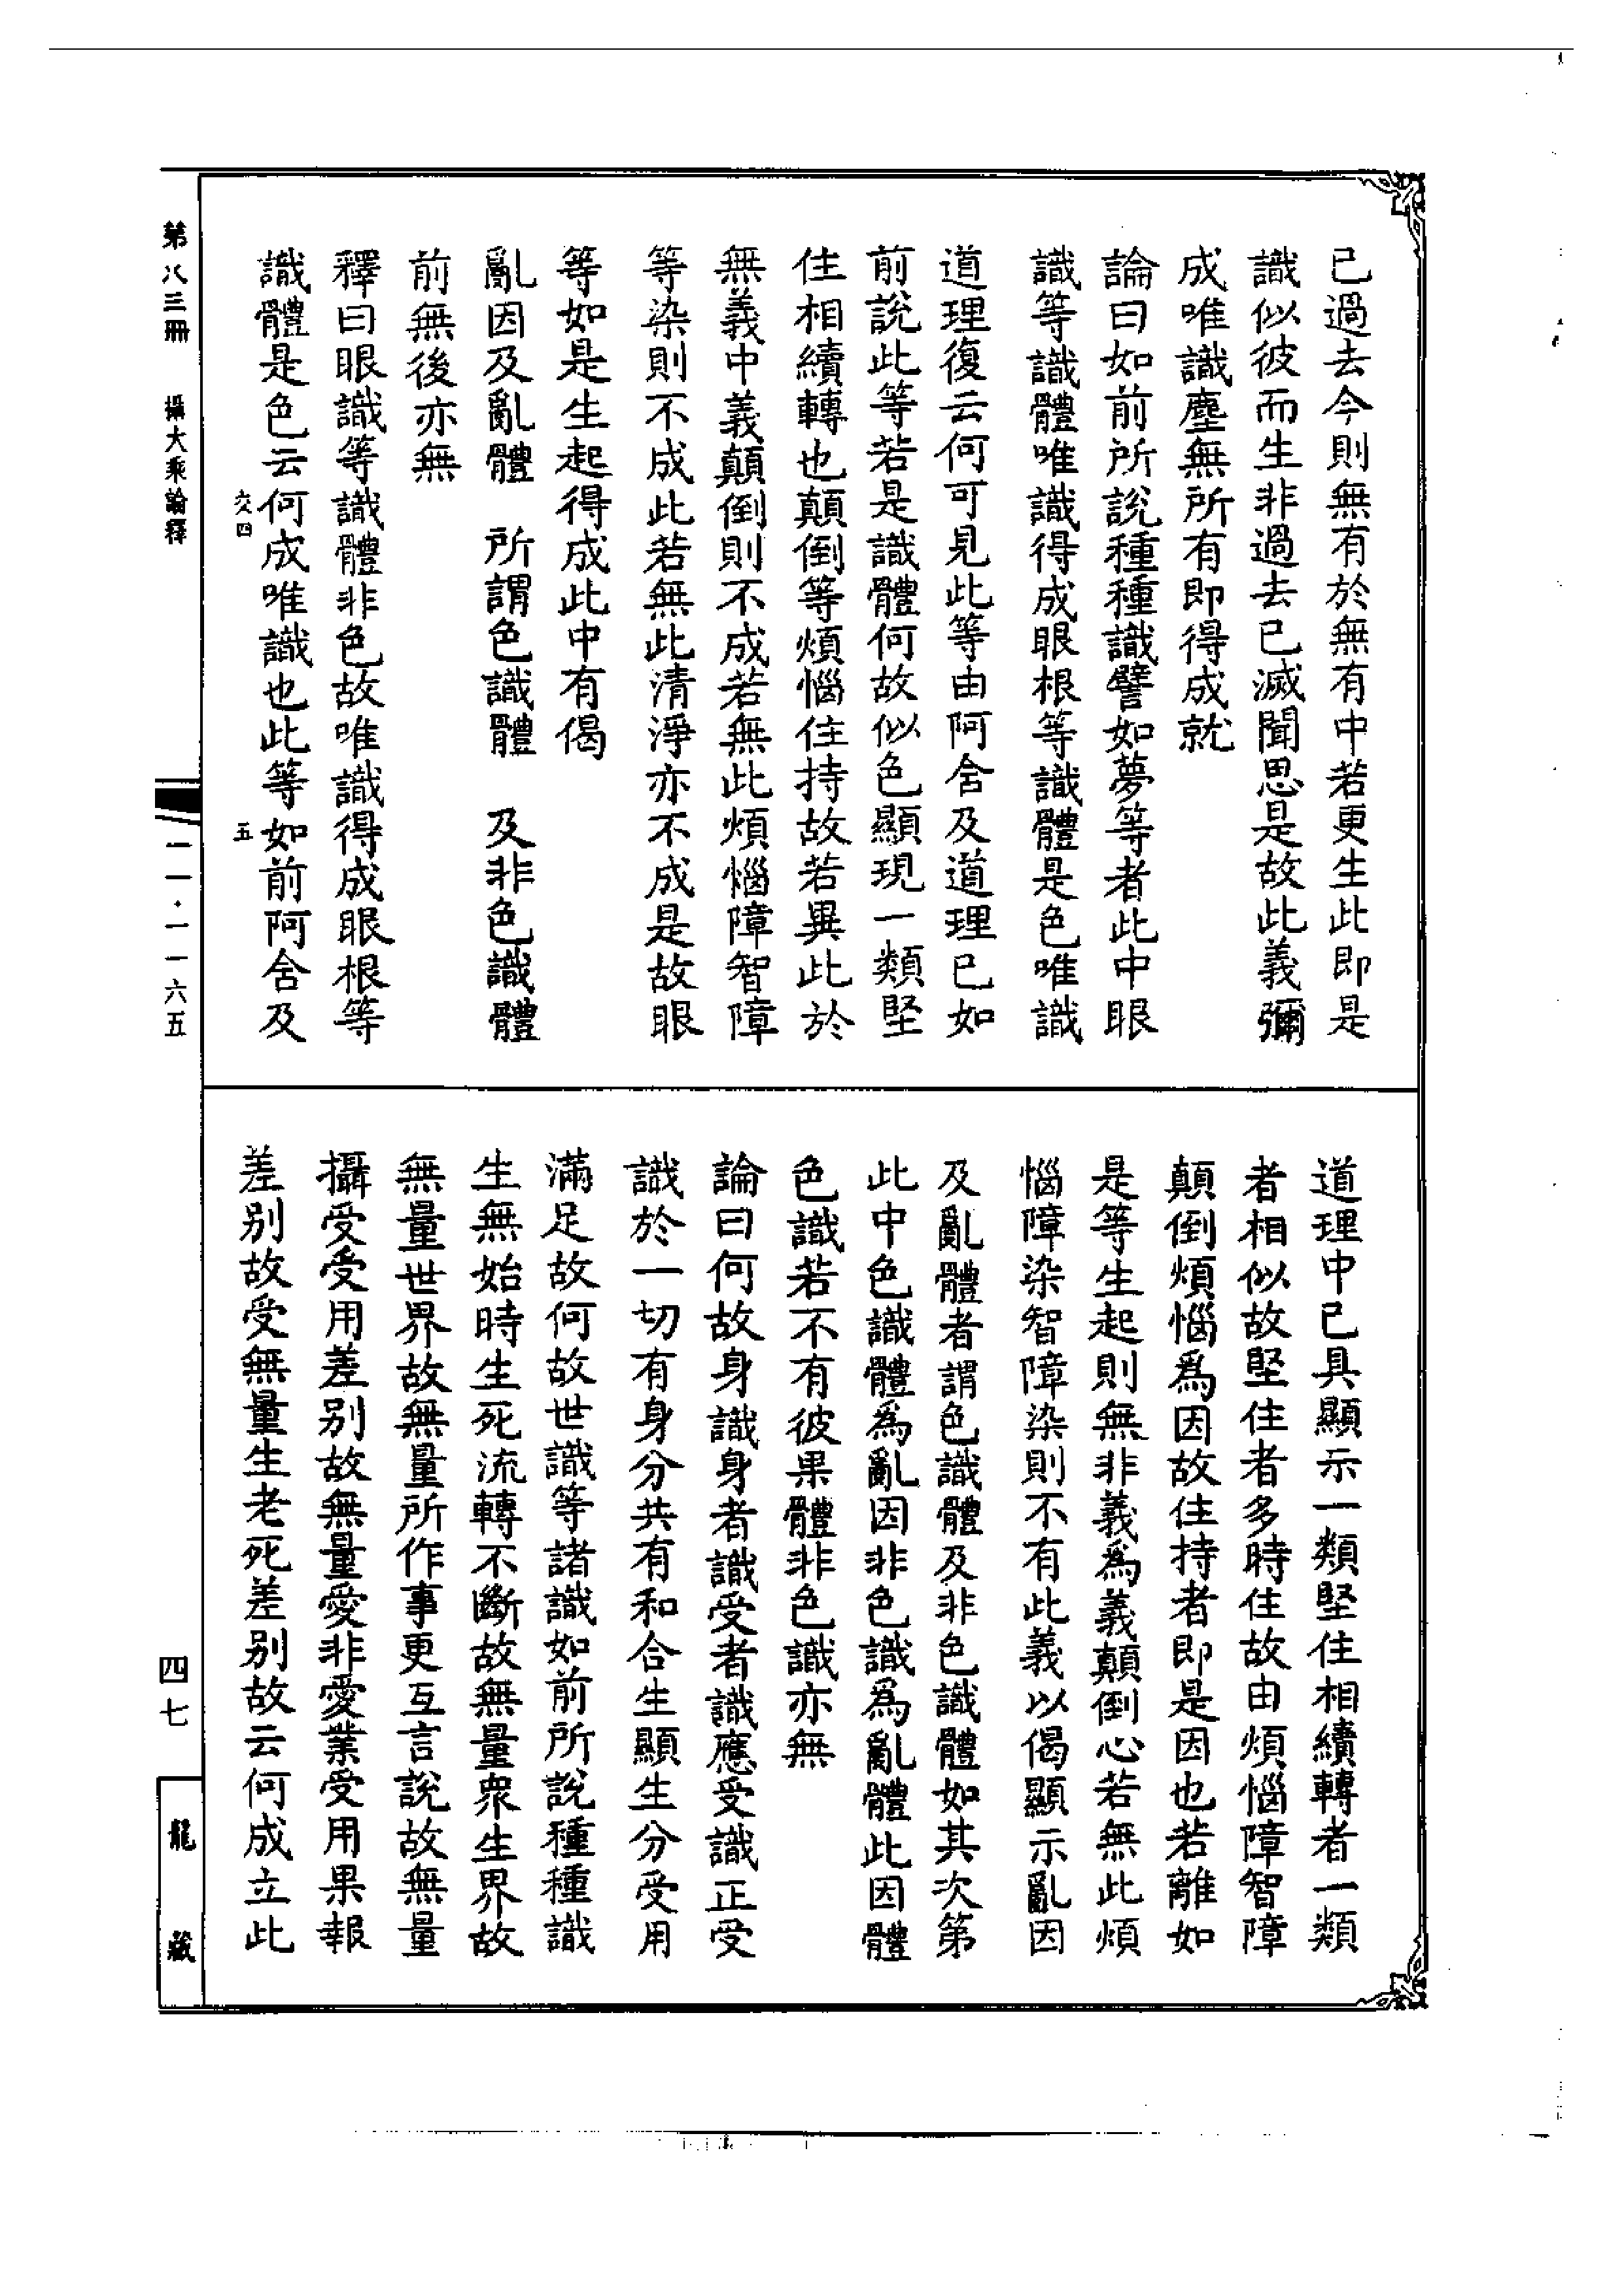 已過去今則無有於無有中若更生此即是
識似彼而生非過去已滅聞思是故此義彌
成唯識塵無所有即得成就
論曰如前所說種種識譬如夢等者此中眼
識等識體唯識得成眼根等識體是色唯識
道理復云何可見此等由阿舍及道理已如
前說此等若是識體何故似色顯現一類堅
住相續轉也顛倒等煩惱住持故若異此於
無義中義顛倒則不成若無此煩惱障智障
等染則不成此若無此清淨亦不成是故眼
等如是生起得成此中有偈
亂因及亂體 所謂色識體 及非色識體
前無後亦無
釋曰眼識等識體非色故唯識得成眼根等
識體是色云何成唯識也此等如前阿舍及
道理中已具顯示一類堅住相續轉者一類
者相似故堅住者多時住故由煩惱障智障
顛倒煩惱為因故住持者即是因也若離如
是等生起則無非義為義顛倒心若無此煩
惱障染智障染則不有此義以偈顯示亂因
及亂體者謂色識體及非色識體如其次第
此中色識體為亂因非色識為亂體此因體
色識若不有彼果體非色識亦無
論曰何故身識身者識受者識應受識正受
識於一切有身分共有和合生顯生分受用
滿足故何故世識等諸識如前所說種種識
生無始時生死流轉不斷故無量眾生界故
無量世界故無量所作事更互言說故無量
攝受受用差別故無量愛非愛業受用果報
差別故受無量生老死差別故云何成立此
第八三冊 攝大乘論釋
交四 五
一一·一一六五
四七
龍藏